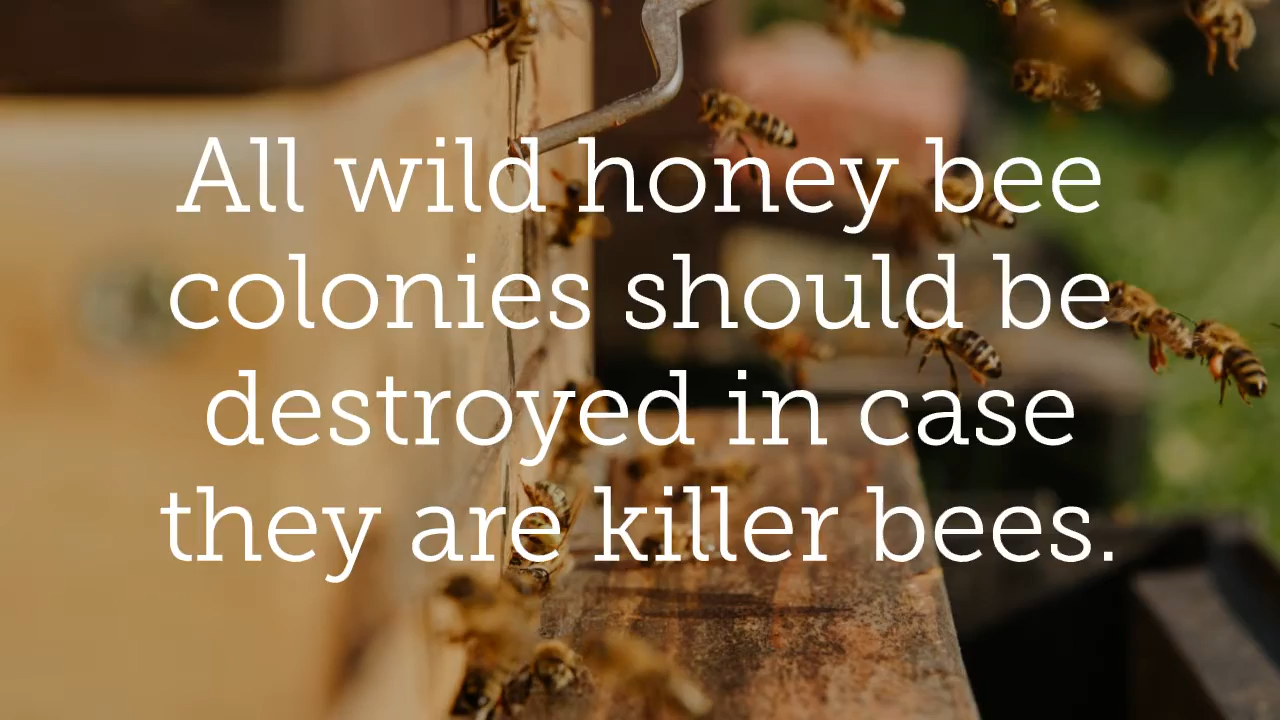 All wild honey bee
colonies should be
destroyed in case
they are killer bees.